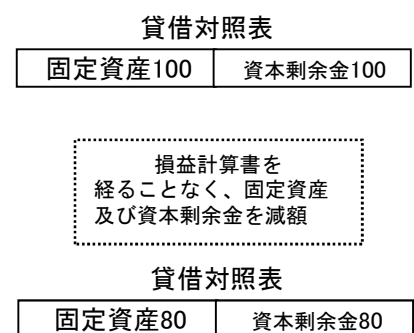 貸借対照表
固定資産100 資本剰余金100
損益計算書を
経ることなく、固定資産
及び資本剰余金を減額
貸借対照表
固定資産80 資本剰余金80